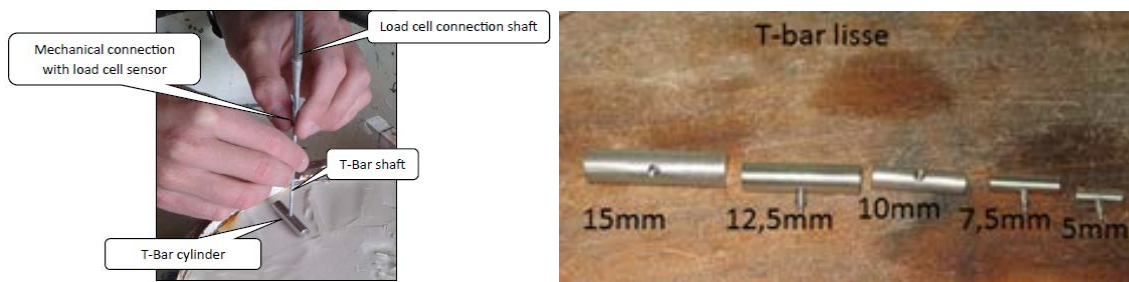 Load cell connection shaft
Mechanical connection
with load cell sensor
T-Bar shaft
T-Bar cylinder
T-bar lisse
15mm
12,5mm
10mm
7,5mm
5mm